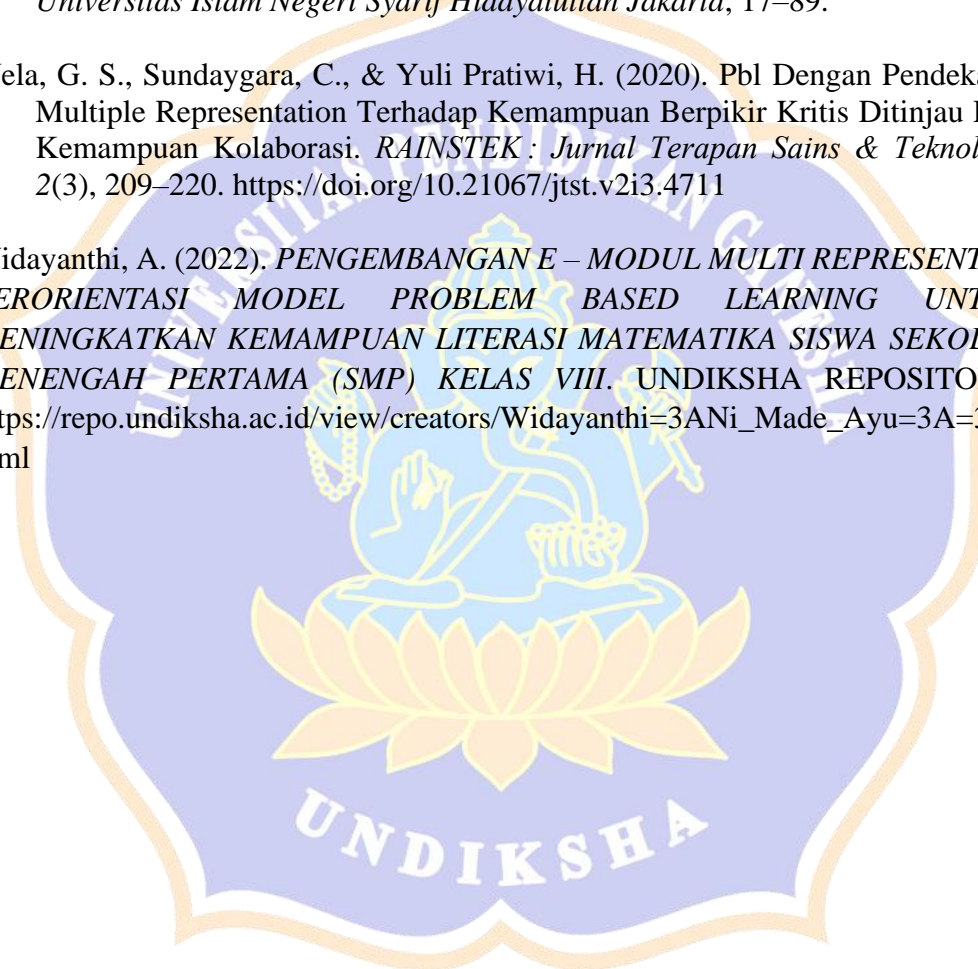 Universitas Islam Negeri Syarif Hidayatullah Jakarta, 17–89.
ela, G. S., Sundaygara, C., & Yuli Pratiwi, H. (2020). Pbl Dengan Pendeka
Multiple Representation Terhadap Kemampuan Berpikir Kritis Ditinjau
Kemampuan Kolaborasi. RAINSTEK : Jurnal Terapan Sains & Teknol
2(3), 209–220. https://doi.org/10.21067/jtst.v2i3.4711
idayanthi, A. (2022). PENGEMBANGAN E – MODUL MULTI REPRESENT
ERORIENTASI MODEL PROBLEM BASED LEARNING UNT
ENINGKATKAN KEMAMPUAN LITERASI MATEMATIKA SISWA SEKOL
ENENGAH PERTAMA (SMP) KELAS VIII. UNDIKSHA REPOSITO
tps://repo.undiksha.ac.id/view/creators/Widayanthi=3ANi_Made_Ayu=3A=3
ml
UNIVERSITAS PENDIDIKAN GANESHA
UNDIKSHA